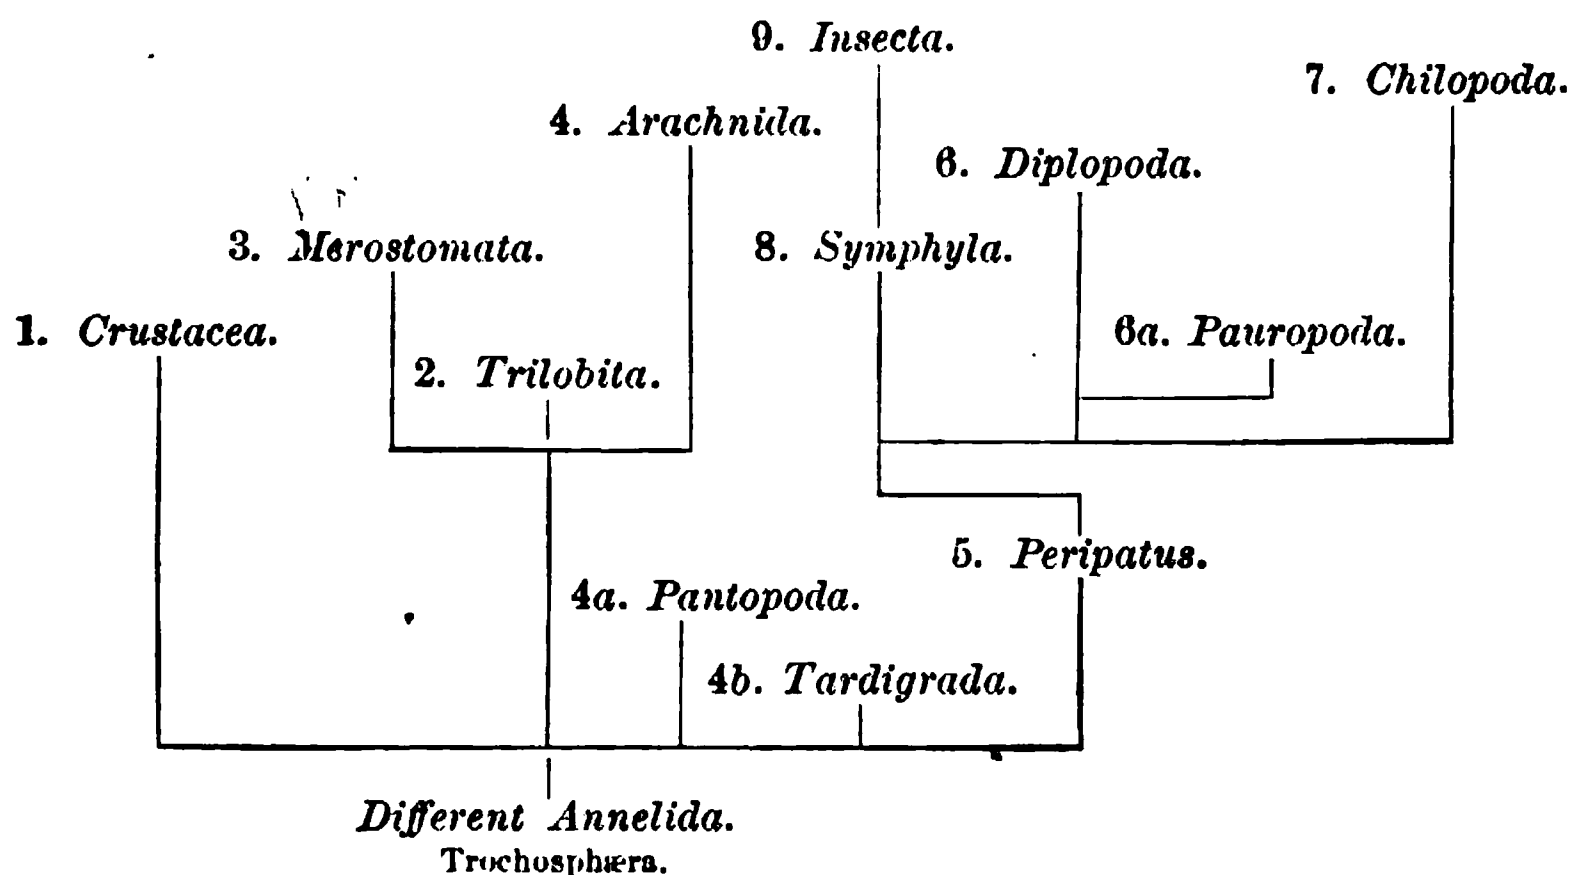 9. Insecta.
7. Chilopoda.
4. Arachnida.
6. Diplopoda.
3. Merostomata.
8. Symphyla.
1. Crustacea.
6a. Pauropoda.
2. Trilobita.
5. Peripatus.
4a. Pantopoda.
4b. Tardigrada.
Different Annelida.
Trochosphæra.